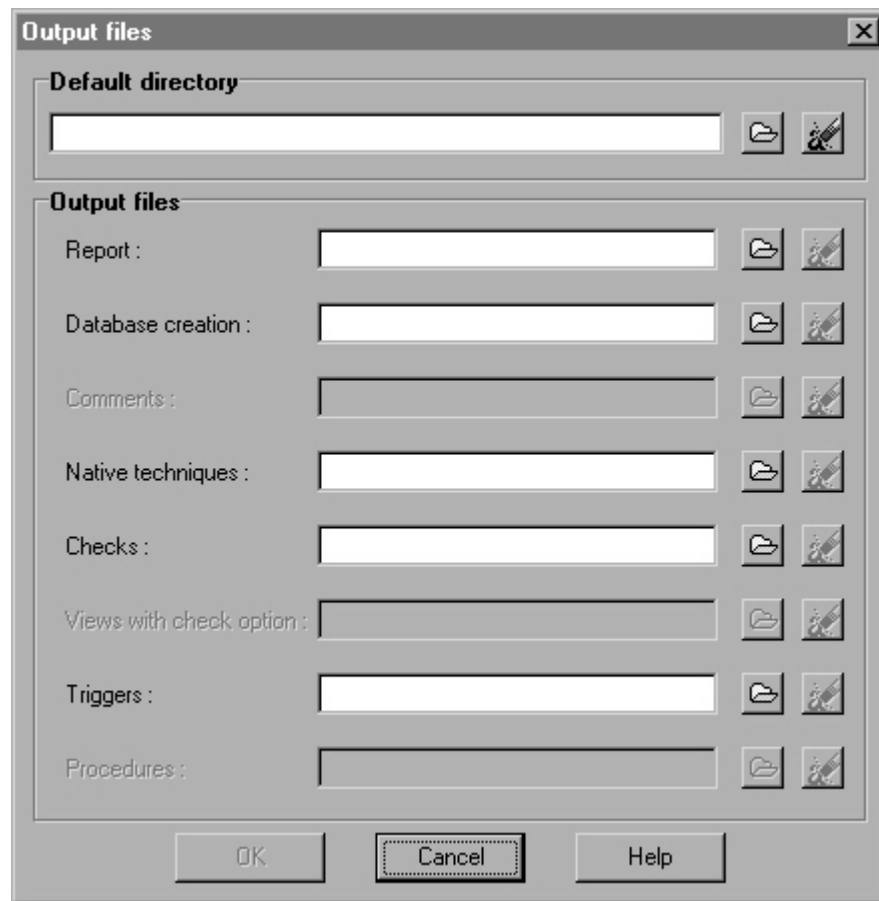 Output files
Default directory
Output files
Report :
Database creation :
Comments :
Native techniques :
Checks :
Views with check option :
Triggers :
Procedures :
OK Cancel Help